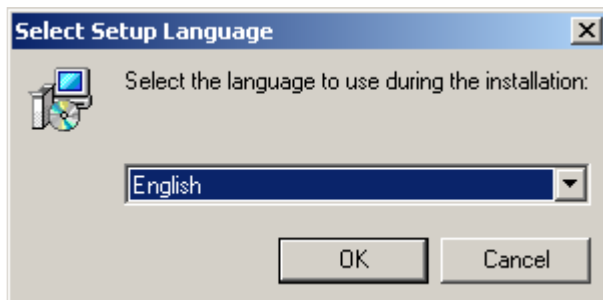 Select Setup Language
Select the language to use during the installation:
English
OK
Cancel